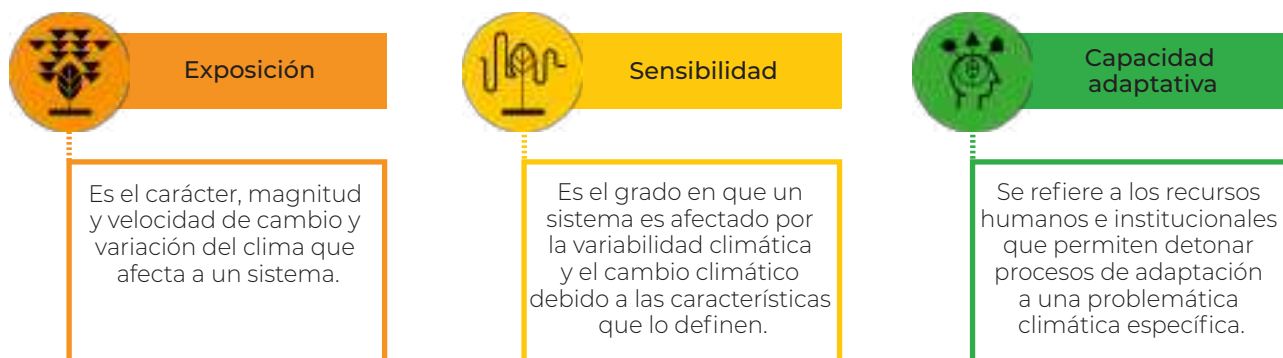 Exposición
Es el carácter, magnitud
y velocidad de cambio y
variación del clima que
afecta a un sistema.
Sensibilidad
Es el grado en que un
sistema es afectado por
la variabilidad climática
y el cambio climático
debido a las características
que lo definen.
Capacidad
adaptativa
Se refiere a los recursos
humanos e institucionales
que permiten detonar
procesos de adaptación
a una problemática
climática específica.